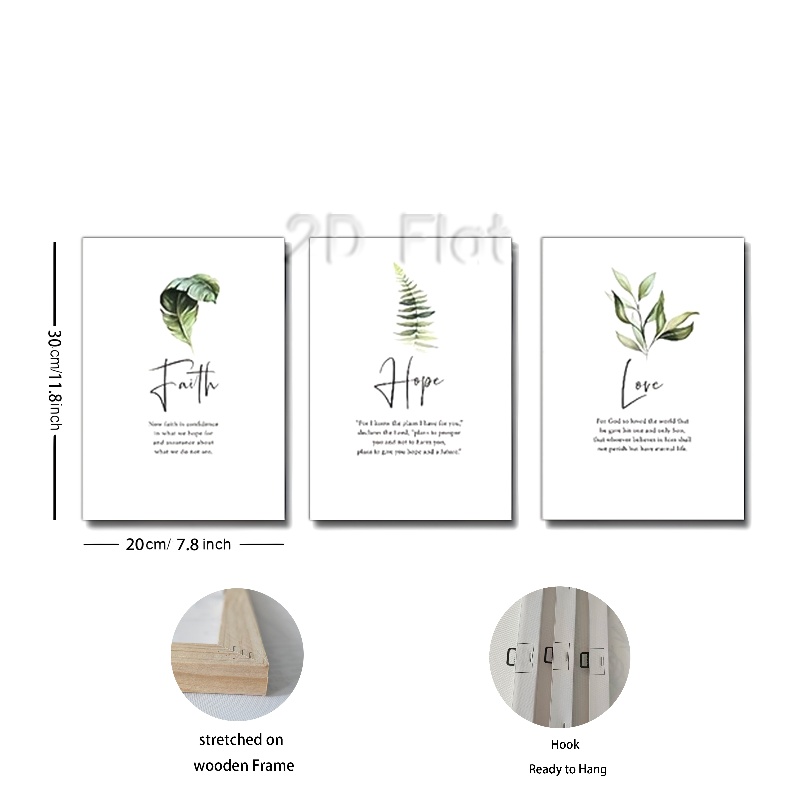 2D Flat
30cm/11.8inch
Faith
Now faith is confidence
in what we hope for
and assurance about
what we do not see.
Hope
"For I know the plans I have for you,"
declares the Lord, "plans to prosper
you and not to harm you,
plans to give you hope and a future."
Love
For God so loved the world that
he gave his one and only Son,
that whoever believes in him shall
not perish but have eternal life.
20cm/ 7.8 inch
stretched on
wooden Frame
Hook
Ready to Hang